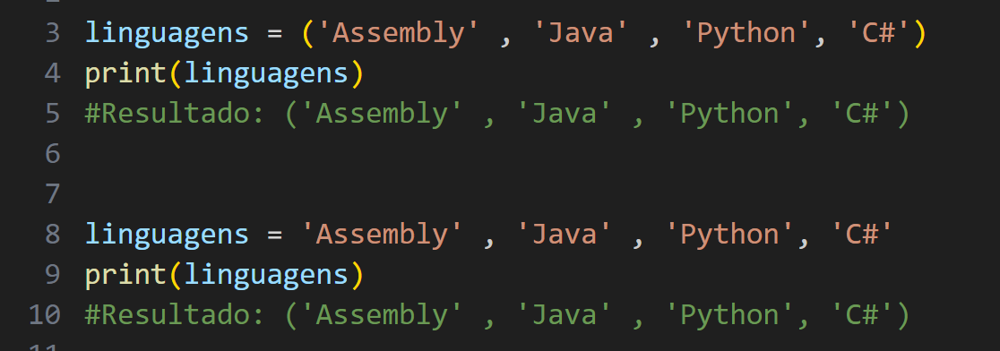 3 linguagens = ('Assembly' , 'Java' , 'Python', 'C#')
4 print(linguagens)
5 #Resultado: ('Assembly' , 'Java' , 'Python', 'C#')
6
7
8 linguagens = 'Assembly' , 'Java' , 'Python', 'C#'
9 print(linguagens)
10 #Resultado: ('Assembly' , 'Java' , 'Python', 'C#')